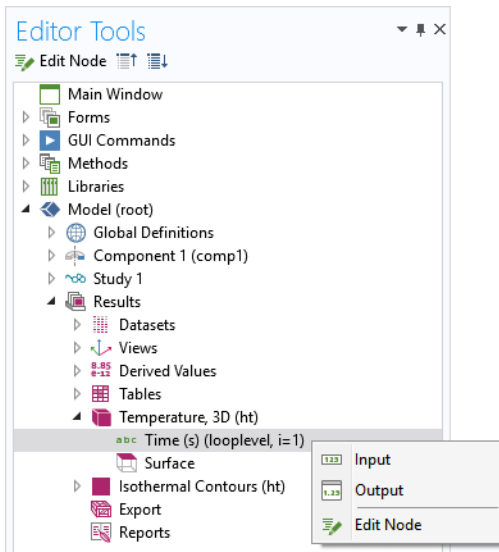 Editor Tools
Edit Node
Main Window
Forms
GUI Commands
Methods
Libraries
Model (root)
Global Definitions
Component 1 (comp1)
Study 1
Results
Datasets
Views
8.85
e-12
Derived Values
Tables
Temperature, 3D (ht)
abc Time (s) (looplevel, i=1)
Surface
Isothermal Contours (ht)
Export
Reports
123 Input
1.23 Output
Edit Node